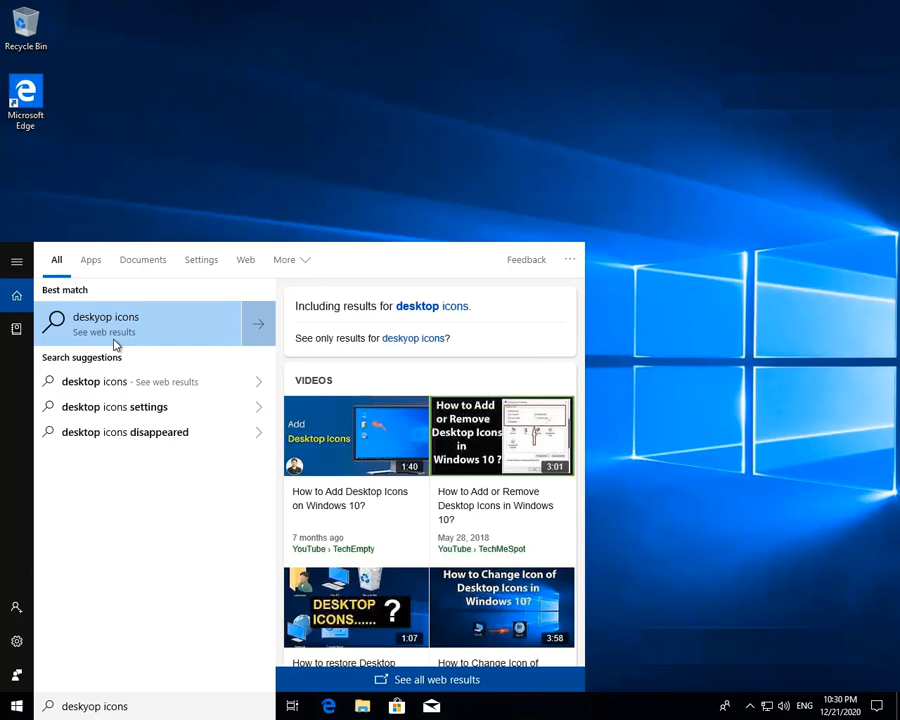 Recycle Bin
Microsoft
Edge
All Apps Documents Settings Web More Feedback ...
Best match
deskyop icons
See web results
Search suggestions
desktop icons - See web results
desktop icons settings
desktop icons disappeared
Including results for desktop icons.
See only results for deskyop icons?
VIDEOS
Add
Desktop Icons
1:40
How to Add
or Remove
Desktop Icons
in
Windows 10 ?
3:01
How to Add Desktop Icons
on Windows 10?
7 months ago
YouTube › TechEmpty
How to Add or Remove
Desktop Icons in Windows
10?
May 28, 2018
YouTube › TechMeSpot
DESKTOP
ICONS...... ?
1:07
How to Change Icon of
Desktop Icons in
Windows 10?
3:58
How to restore Desktop
How to Change Icon of
See all web results
deskyop icons
ENG
10:30 PM
12/21/2020